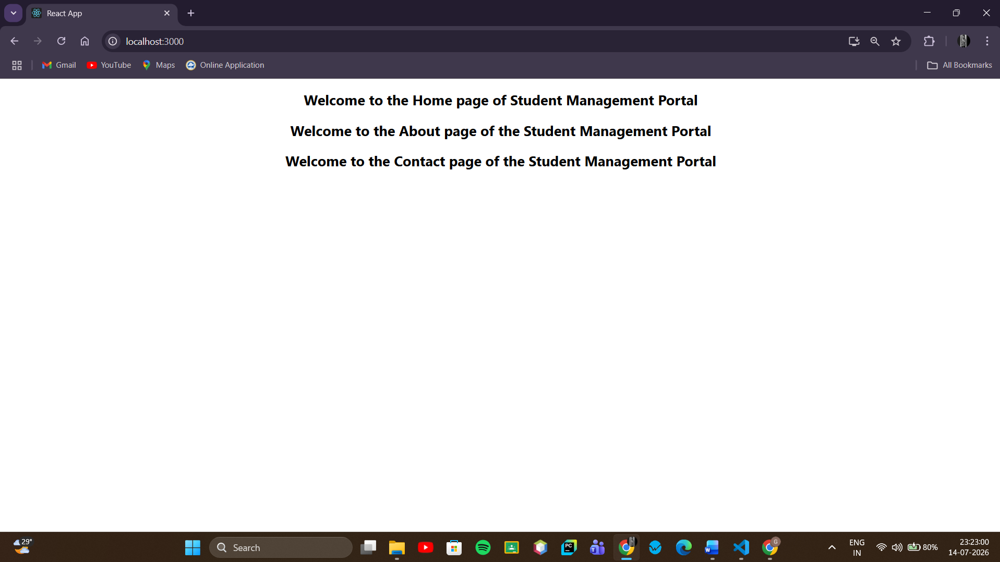 React App
localhost:3000
Gmail YouTube Maps Online Application All Bookmarks
Welcome to the Home page of Student Management Portal
Welcome to the About page of the Student Management Portal
Welcome to the Contact page of the Student Management Portal
29°
Search
PC
T
W
G
ENG
IN
80%
23:23:00
14-07-2026